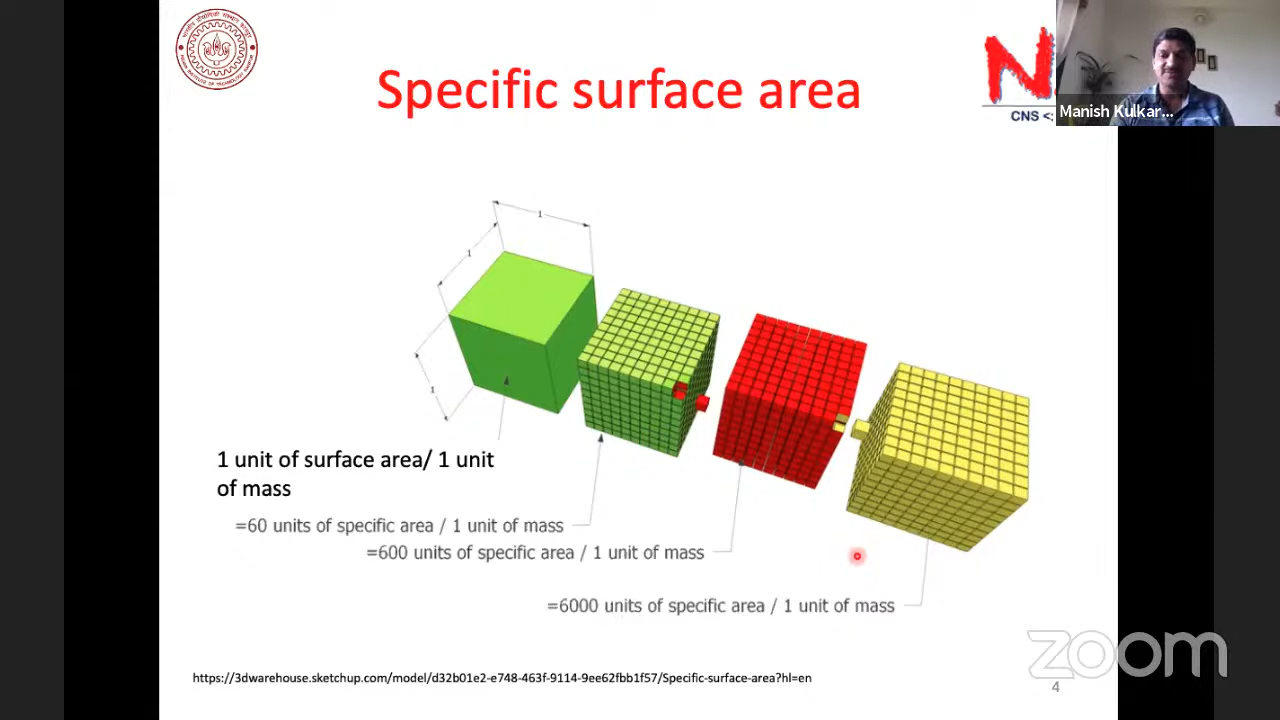 Specific surface area
N
CNS <:
Manish Kulkar...
1
1
1
1 unit of surface area/ 1 unit
of mass
=60 units of specific area / 1 unit of mass
=600 units of specific area / 1 unit of mass
=6000 units of specific area / 1 unit of mass
zoom
https://3dwarehouse.sketchup.com/model/d32b01e2-e748-463f-9114-9ee62fbb1f57/Specific-surface-area?hl=en
4